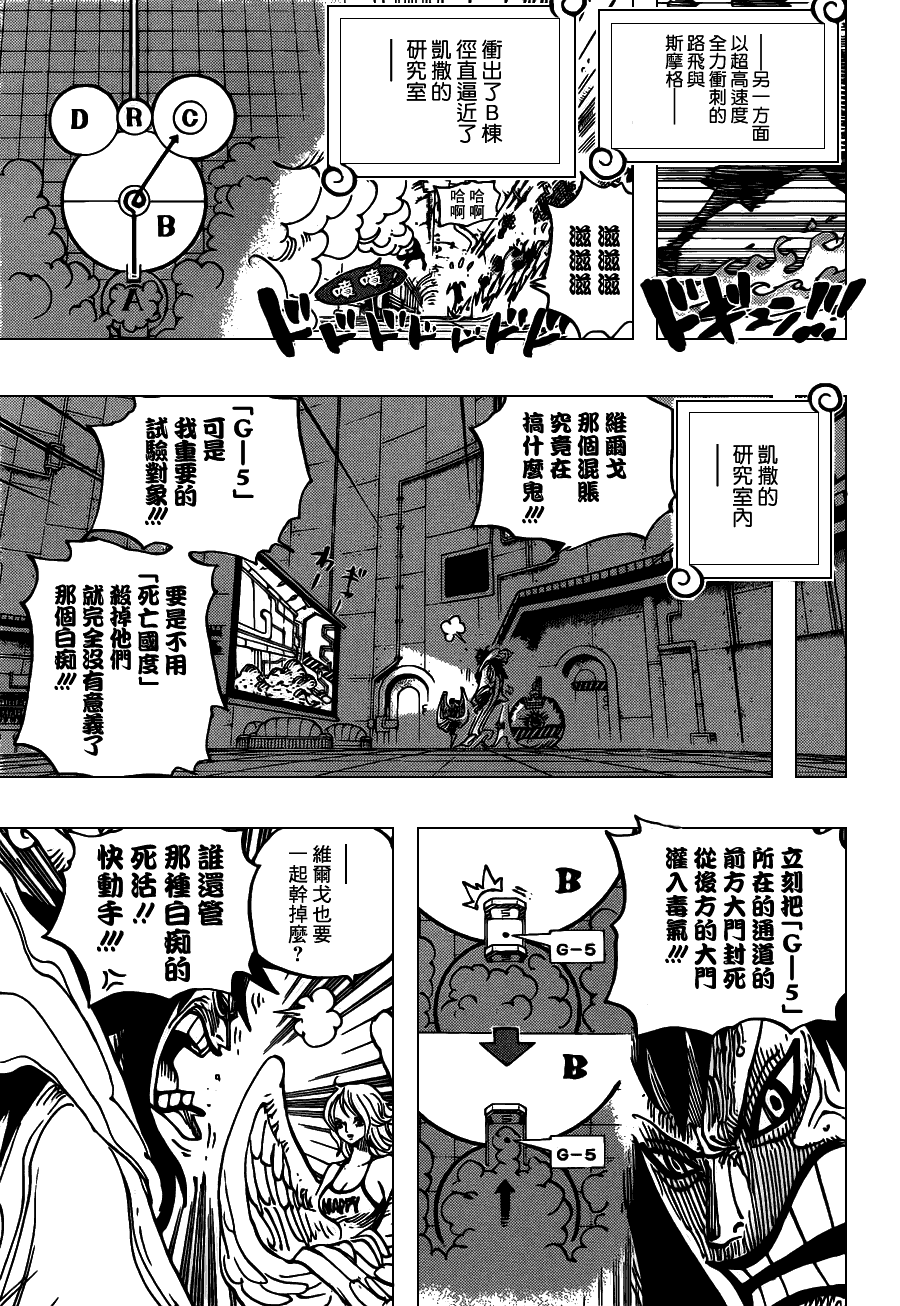 ——另一方面
以超高速度
全力衝刺的
路飛與
斯摩格——
ドギュン!!!
滋滋滋
滋滋滋
哈啊
哈啊
噴噴
ドドドドドドド
衝出了B棟
徑直逼近了
凱撒的
研究室
——
D
R
C
B
A
凱撒的
研究室內
——
維爾戈
那個混賬
究竟在
搞什麼鬼!!!
「G—5」
可是
我重要的
試驗對象!!!
要是不用
「死亡國度」
殺掉他們
就完全沒有意義了
那個白痴!!!
立刻把「G—5」
所在的通道的
前方大門封死
從後方的大門
灌入毒氣!!!
B
G-5
B
G-5
——
維爾戈也要
一起幹掉麼?
誰還管
那種白痴的
死活!!
快動手!!!
HAPPY